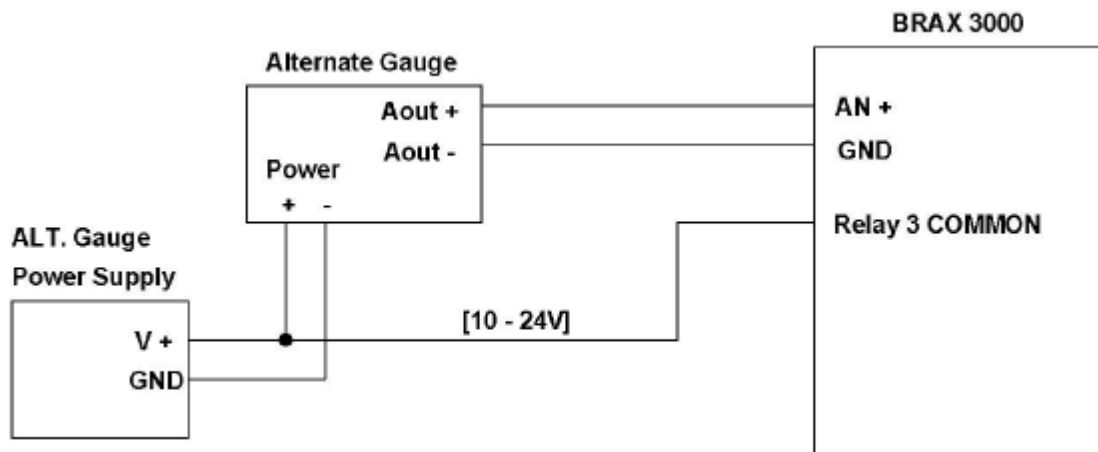 BRAX 3000
Alternate Gauge
Aout +
Aout -
Power
+ -
AN +
GND
Relay 3 COMMON
ALT. Gauge
Power Supply
V +
GND
[10 - 24V]